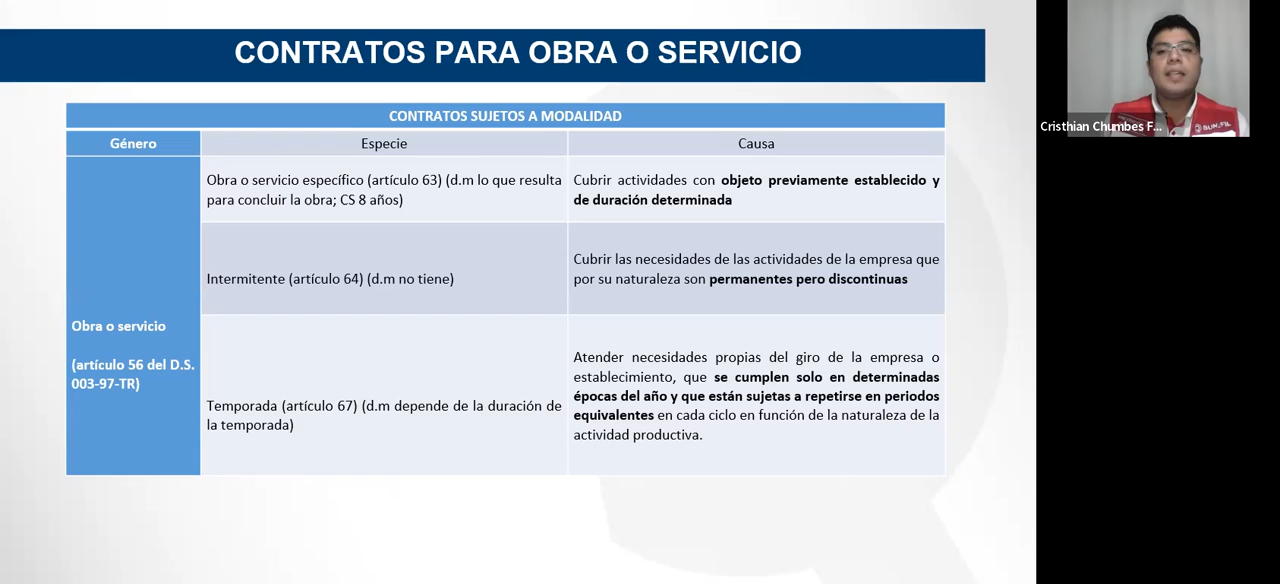 CONTRATOS PARA OBRA O SERVICIO
CONTRATOS SUJETOS A MODALIDAD
Género
Especie
Causa
Obra o servicio
(artículo 56 del D.S.
003-97-TR)
Obra o servicio específico (artículo 63) (d.m lo que resulta
para concluir la obra; CS 8 años)
Cubrir actividades con objeto previamente establecido y
de duración determinada
Intermitente (artículo 64) (d.m no tiene)
Cubrir las necesidades de las actividades de la empresa que
por su naturaleza son permanentes pero discontinuas
Temporada (artículo 67) (d.m depende de la duración de
la temporada)
Atender necesidades propias del giro de la empresa o
establecimiento, que se cumplen solo en determinadas
épocas del año y que están sujetas a repetirse en periodos
equivalentes en cada ciclo en función de la naturaleza de la
actividad productiva.
Cristhian Chumbes F...